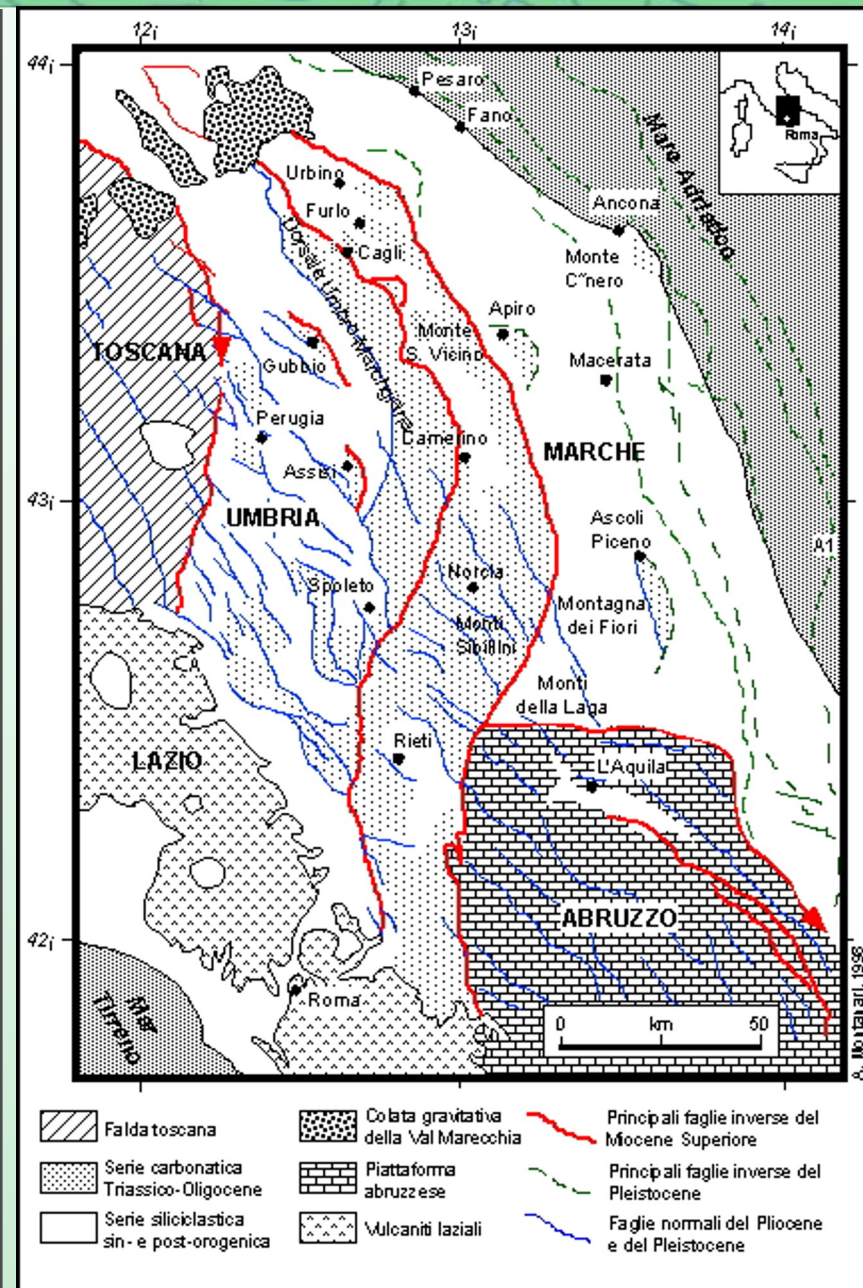 12¡ 13¡ 14¡
44¡
Pesaro
Fano
Roma
Mare Adriatico
Urbino
Furlo
Cagli
Ancona
Monte
C˝nero
Dorsale Umbro-Marchigiana
Apiro
Monte
S. Vicino
TOSCANA
Gubbio
Macerata
Perugia
Camerino
MARCHE
Assisi
43¡
UMBRIA
Ascoli
Piceno
A1
Spoleto
Norcia
Montagna
dei Fiori
Monti
Sibillini
Monti
della Laga
LAZIO
Rieti
L'Aquila
ABRUZZO
42¡
Roma
Mar
Tirreno
0 km 50
A. Montanari, 1998
Falda toscana
Serie carbonatica
Triassico-Oligocene
Serie siliciclastica
sin- e post-orogenica
Colata gravitativa
della Val Marecchia
Piattaforma
abruzzese
Vulcaniti laziali
Principali faglie inverse del
Miocene Superiore
Principali faglie inverse del
Pleistocene
Faglie normali del Pliocene
e del Pleistocene